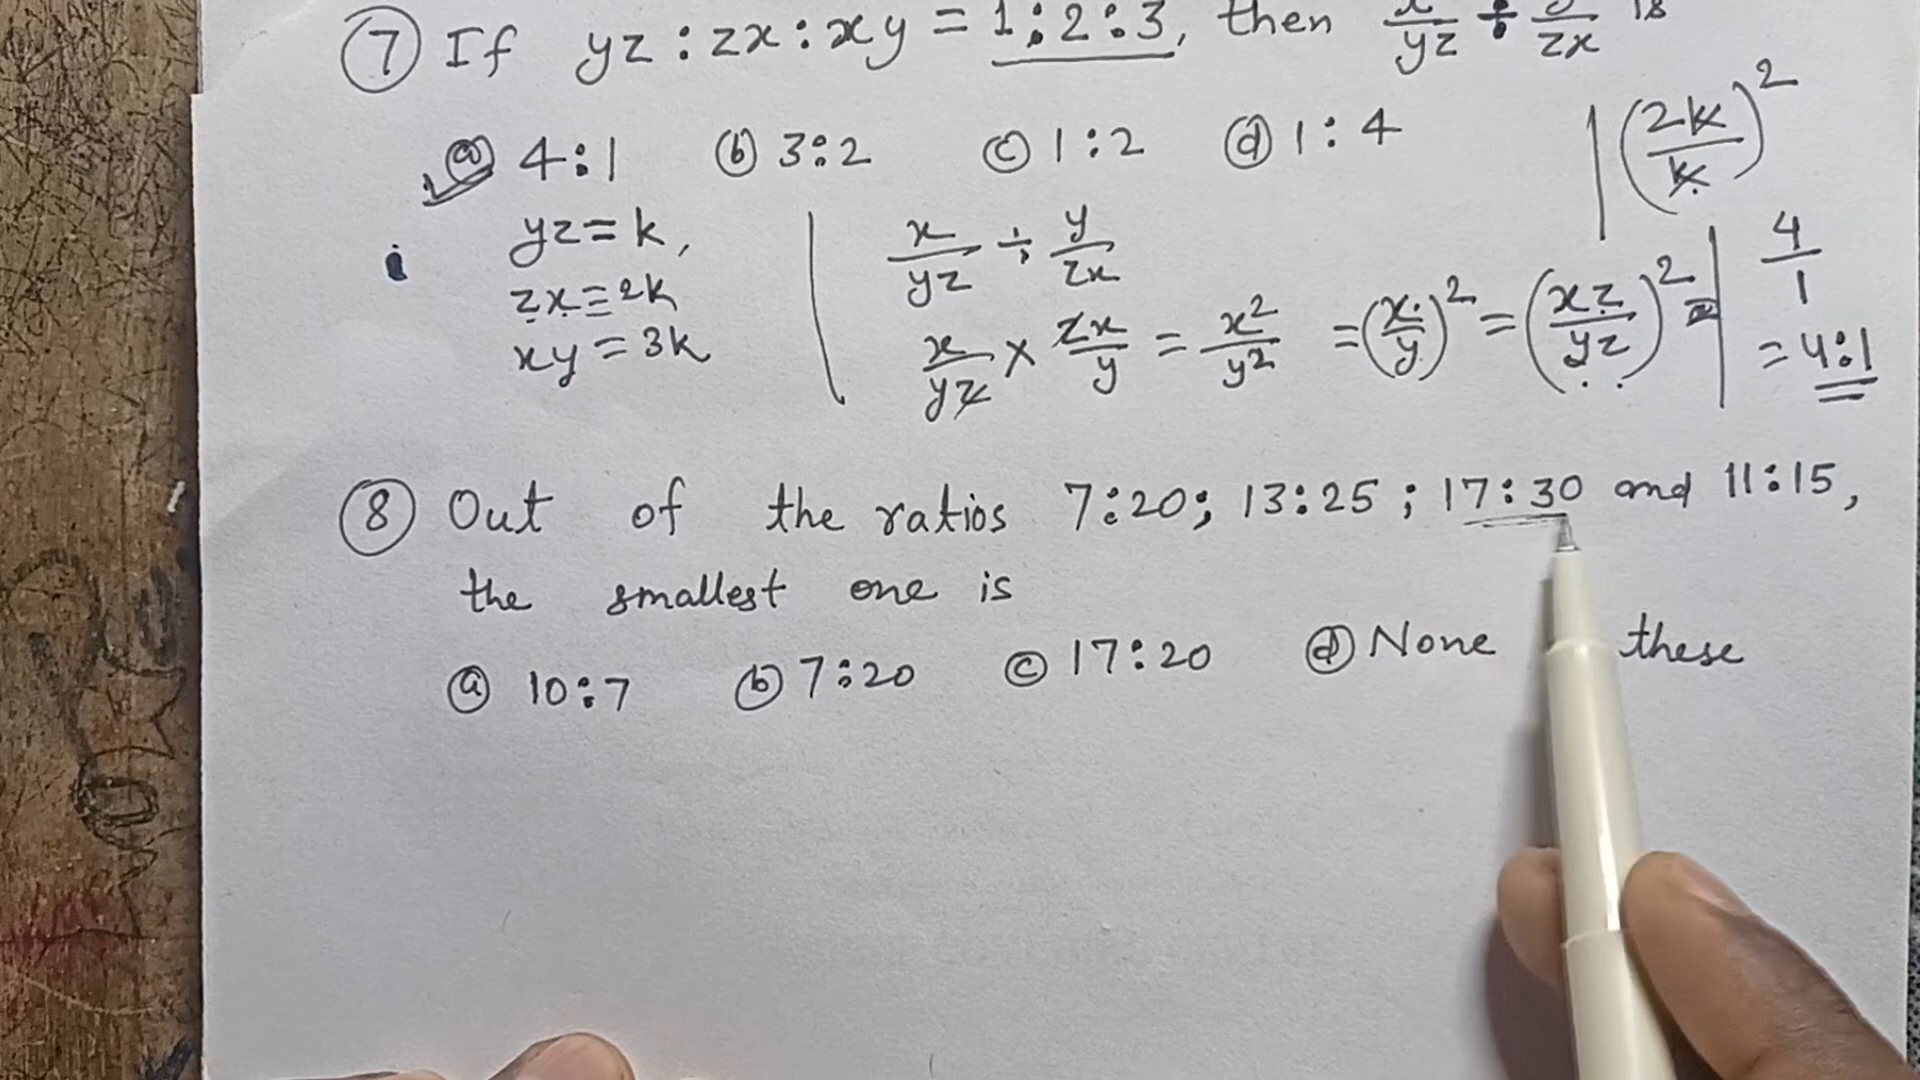 ⑦ If yz : zx : xy = 1:2:3, then x/yz ÷ y/zx is
ⓐ 4:1 ⓑ 3:2 ⓒ 1:2 ⓓ 1:4
yz = k,
zx = 2k
xy = 3k
x/yz ÷ y/zx
x/yz × zx/y = x²/y² = (x/y)² = (xz/yz)² =
(2k/k)²
4/1
= 4:1
⑧ Out of the ratios 7:20; 13:25; 17:30 and 11:15,
the smallest one is
ⓐ 10:7 ⓑ 7:20 ⓒ 17:20 ⓓ None these